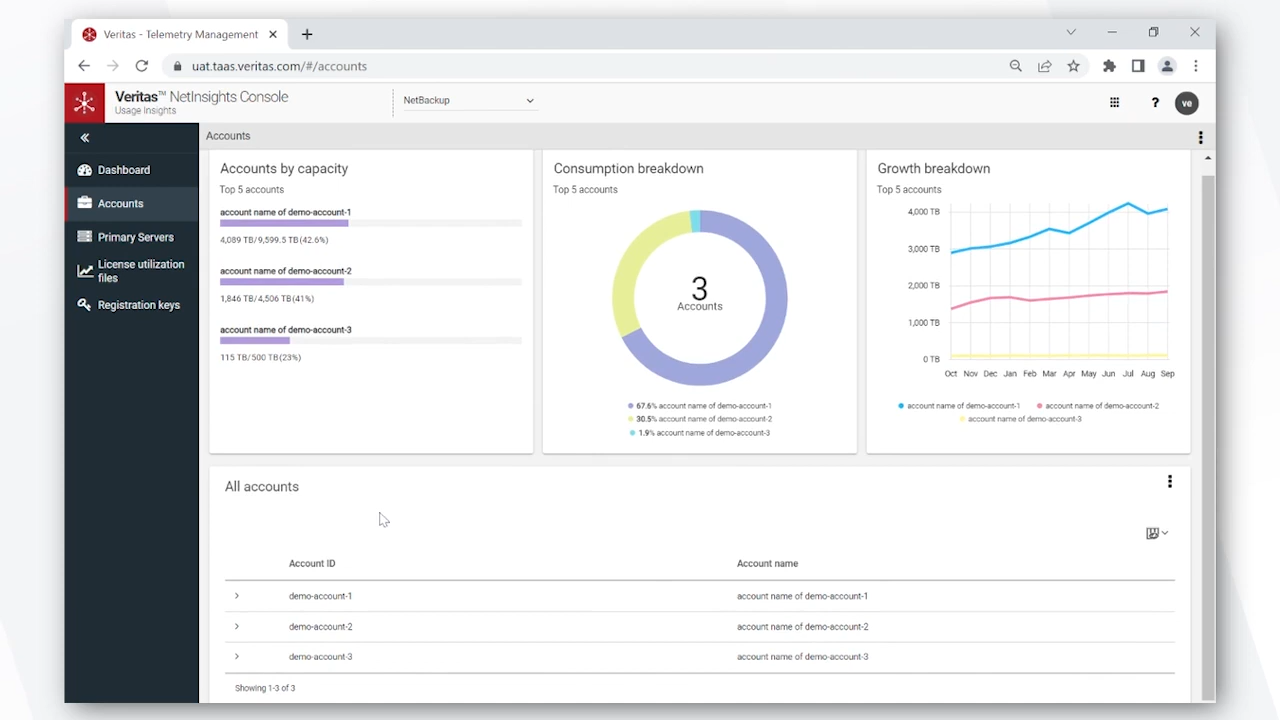 Veritas - Telemetry Management
uat.taas.veritas.com/#/accounts
Veritas™ NetInsights Console
Usage Insights
NetBackup
?
ve
Dashboard
Accounts
Primary Servers
License utilization
files
Registration keys
Accounts
Accounts by capacity
Top 5 accounts
account name of demo-account-1
4,089 TB/9,599.5 TB(42.6%)
account name of demo-account-2
1,846 TB/4,506 TB(41%)
account name of demo-account-3
115 TB/500 TB(23%)
Consumption breakdown
Top 5 accounts
3
Accounts
67.6% account name of demo-account-1
30.5% account name of demo-account-2
1.9% account name of demo-account-3
Growth breakdown
Top 5 accounts
4,000 TB
3,000 TB
2,000 TB
1,000 TB
0 TB
Oct Nov Dec Jan Feb Mar Apr May Jun Jul Aug Sep
account name of demo-account-1 account name of demo-account-2
account name of demo-account-3
All accounts
Account ID Account name
demo-account-1 account name of demo-account-1
demo-account-2 account name of demo-account-2
demo-account-3 account name of demo-account-3
Showing 1-3 of 3